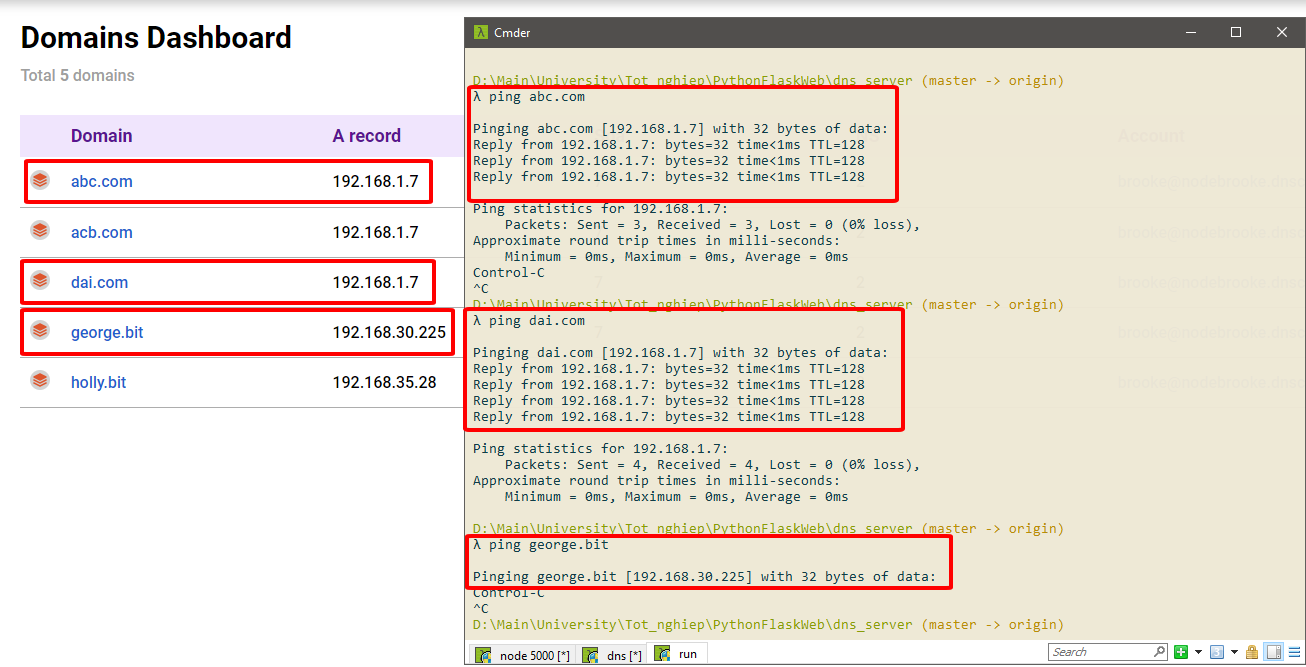 Domains Dashboard
Total 5 domains
Domain A record
abc.com 192.168.1.7
acb.com 192.168.1.7
dai.com 192.168.1.7
george.bit 192.168.30.225
holly.bit 192.168.35.28
Cmder
D:\Main\University\Tot_nghiep\PythonFlaskWeb\dns_server (master -> origin)
λ ping abc.com
Pinging abc.com [192.168.1.7] with 32 bytes of data:
Reply from 192.168.1.7: bytes=32 time<1ms TTL=128
Reply from 192.168.1.7: bytes=32 time<1ms TTL=128
Reply from 192.168.1.7: bytes=32 time<1ms TTL=128
Ping statistics for 192.168.1.7:
Packets: Sent = 3, Received = 3, Lost = 0 (0% loss),
Approximate round trip times in milli-seconds:
Minimum = 0ms, Maximum = 0ms, Average = 0ms
Control-C
^C
D:\Main\University\Tot_nghiep\PythonFlaskWeb\dns_server (master -> origin)
λ ping dai.com
Pinging dai.com [192.168.1.7] with 32 bytes of data:
Reply from 192.168.1.7: bytes=32 time<1ms TTL=128
Reply from 192.168.1.7: bytes=32 time<1ms TTL=128
Reply from 192.168.1.7: bytes=32 time<1ms TTL=128
Reply from 192.168.1.7: bytes=32 time<1ms TTL=128
Ping statistics for 192.168.1.7:
Packets: Sent = 4, Received = 4, Lost = 0 (0% loss),
Approximate round trip times in milli-seconds:
Minimum = 0ms, Maximum = 0ms, Average = 0ms
D:\Main\University\Tot_nghiep\PythonFlaskWeb\dns_server (master -> origin)
λ ping george.bit
Pinging george.bit [192.168.30.225] with 32 bytes of data:
Control-C
^C
D:\Main\University\Tot_nghiep\PythonFlaskWeb\dns_server (master -> origin)
node 5000 [*] dns [*] run Search
Account